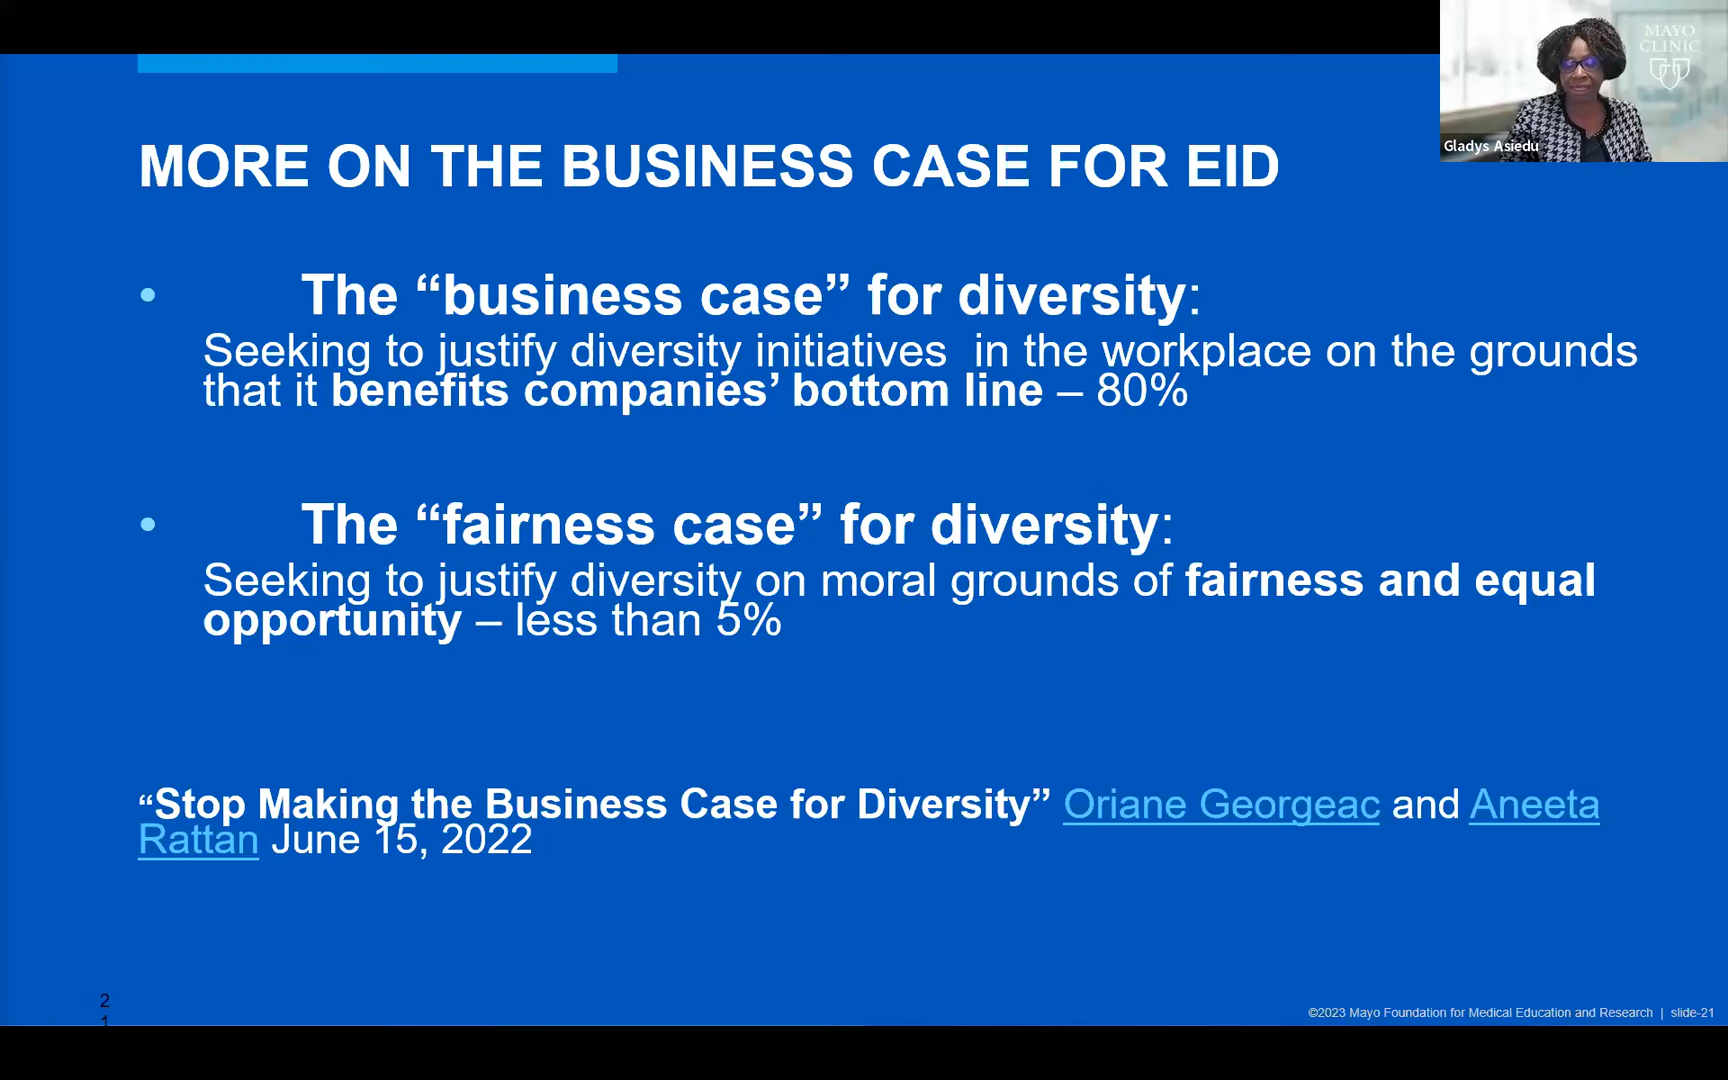 MAYO
CLINIC
Gladys Asiedu
MORE ON THE BUSINESS CASE FOR EID
• The “business case” for diversity:
Seeking to justify diversity initiatives in the workplace on the grounds
that it benefits companies’ bottom line – 80%
• The “fairness case” for diversity:
Seeking to justify diversity on moral grounds of fairness and equal
opportunity – less than 5%
“Stop Making the Business Case for Diversity” Oriane Georgeac and Aneeta
Rattan June 15, 2022
2
1
©2023 Mayo Foundation for Medical Education and Research | slide-21